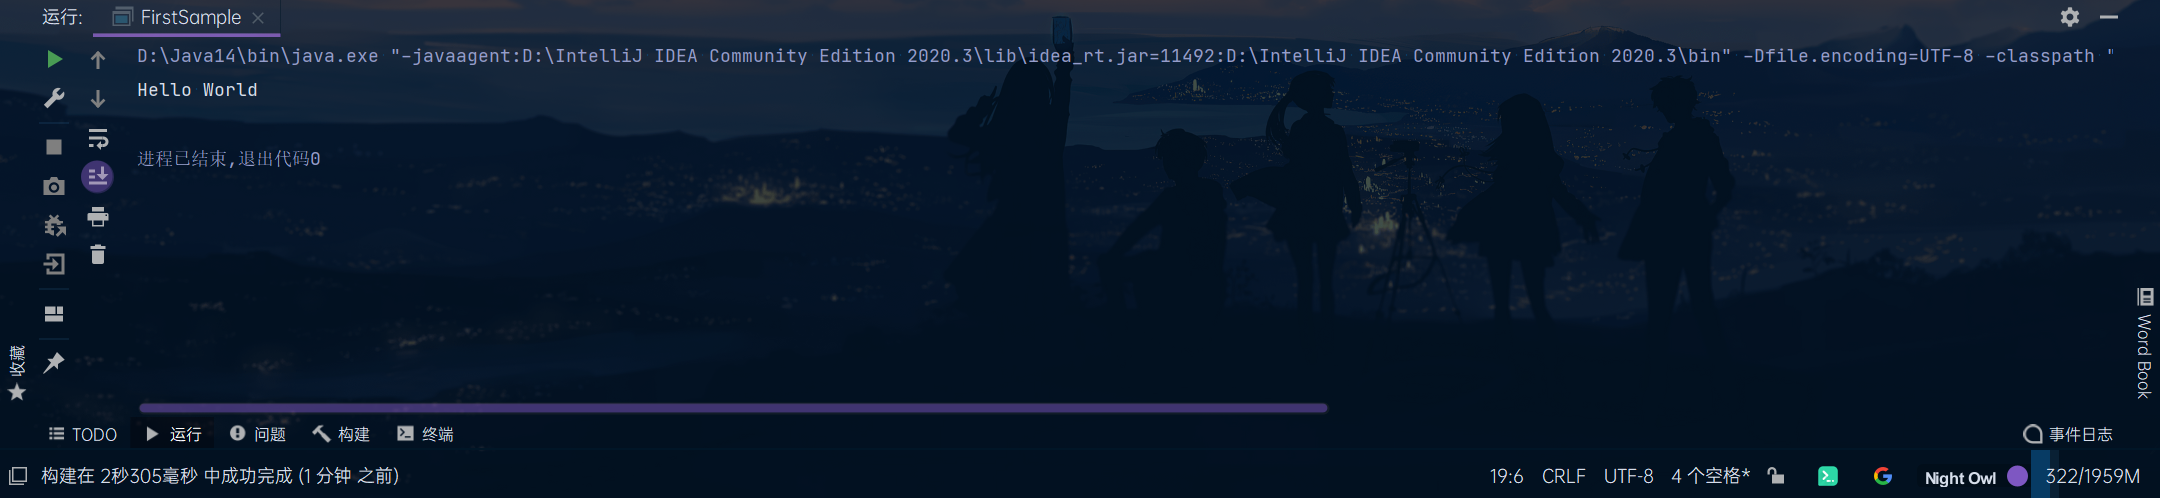 运行: FirstSample
D:\Java14\bin\java.exe "-javaagent:D:\IntelliJ IDEA Community Edition 2020.3\lib\idea_rt.jar=11492:D:\IntelliJ IDEA Community Edition 2020.3\bin" -Dfile.encoding=UTF-8 -classpath "
Hello World
进程已结束,退出代码0
收藏
Word Book
TODO 运行 问题 构建 终端 事件日志
构建在 2秒305毫秒 中成功完成 (1 分钟 之前) 19:6 CRLF UTF-8 4 个空格* Night Owl 322/1959M